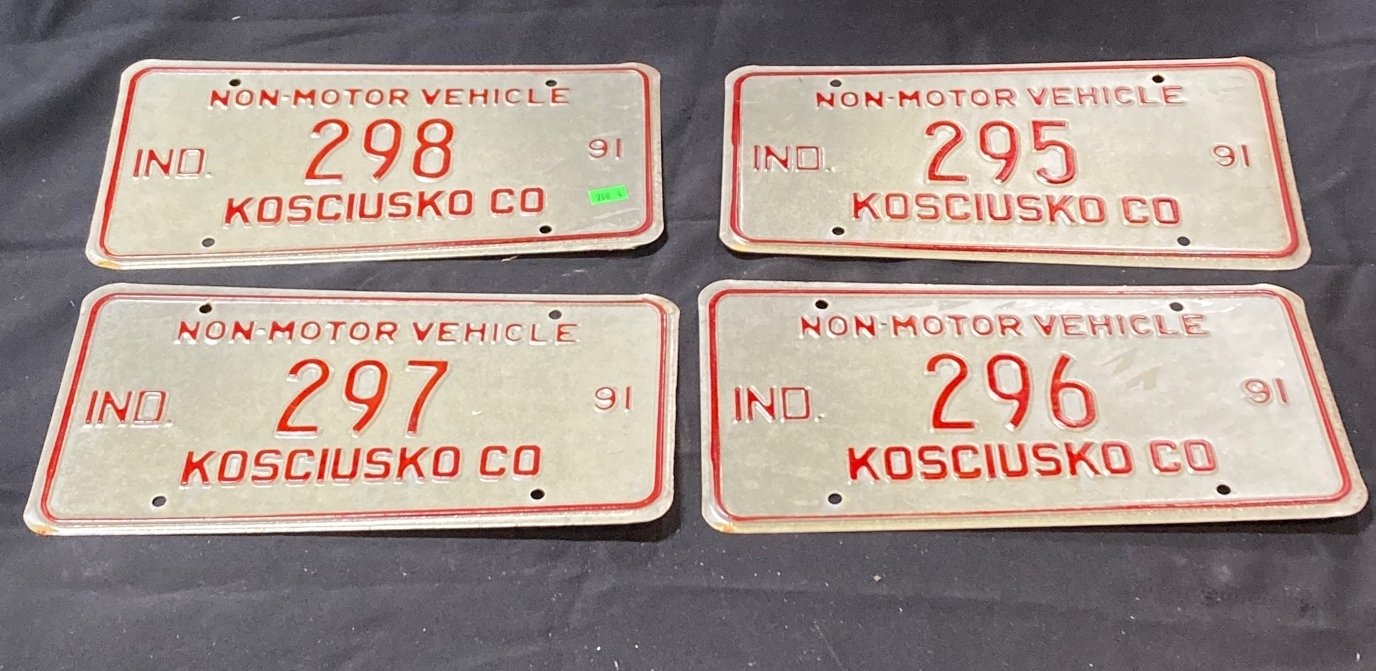 NON-MOTOR VEHICLE
IND. 298 91
KOSCIUSKO CO
NON-MOTOR VEHICLE
IND. 295 91
KOSCIUSKO CO
NON-MOTOR VEHICLE
IND. 297 91
KOSCIUSKO CO
NON-MOTOR VEHICLE
IND. 296 91
KOSCIUSKO CO